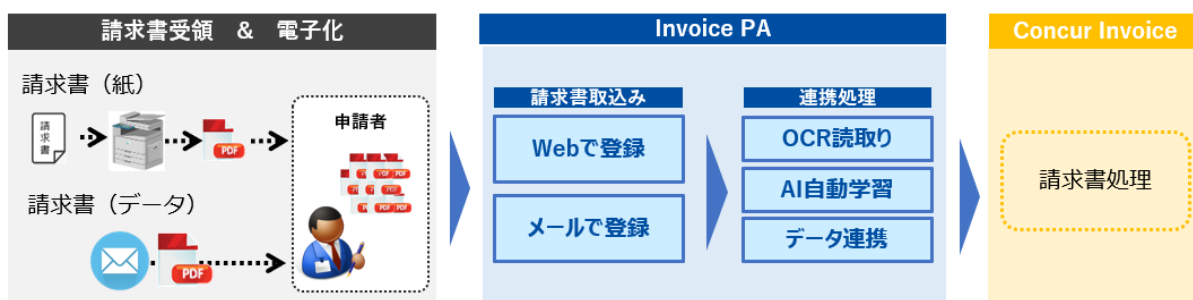 請求書受領 & 電子化
請求書（紙）
請求書
PDF
申請者
請求書（データ）
PDF
Invoice PA
請求書取込み
Webで登録
メールで登録
連携処理
OCR読取り
AI自動学習
データ連携
Concur Invoice
請求書処理